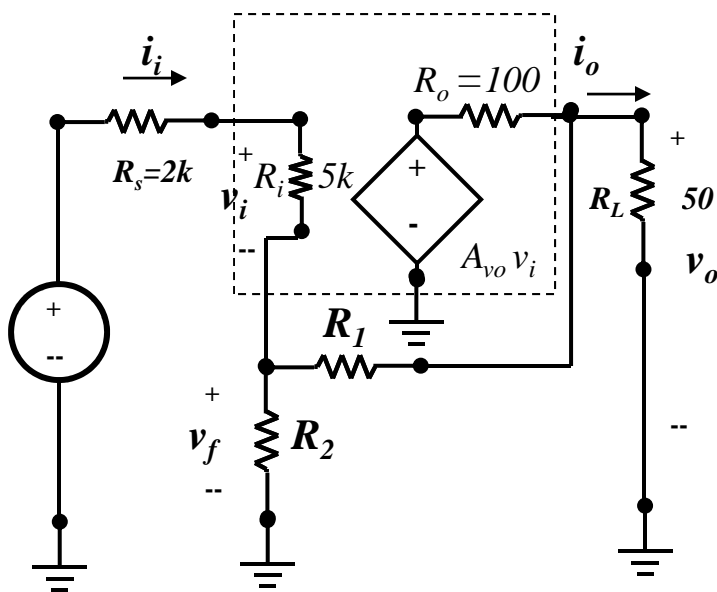 i_i
R_o =100
i_o
+
R_s=2k
+
v_i
--
R_i
5k
+
-
A_vo v_i
R_L
50
+
v_o
--
+
--
R_1
+
v_f
--
R_2